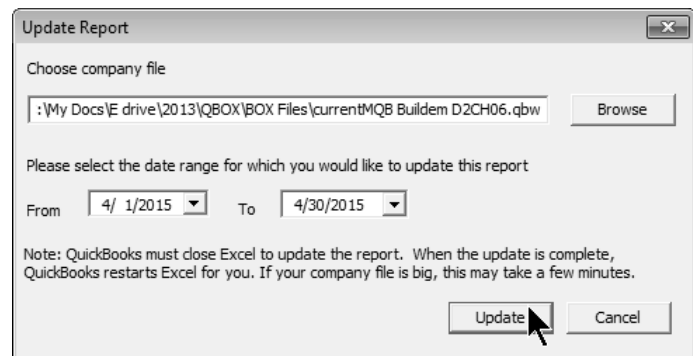 Update Report
Choose company file
:\My Docs\E drive\2013\QBOX\BOX Files\currentMQB Buildem D2CH06.qbw
Browse
Please select the date range for which you would like to update this report
From 4/ 1/2015 To 4/30/2015
Note: QuickBooks must close Excel to update the report. When the update is complete,
QuickBooks restarts Excel for you. If your company file is big, this may take a few minutes.
Update Cancel